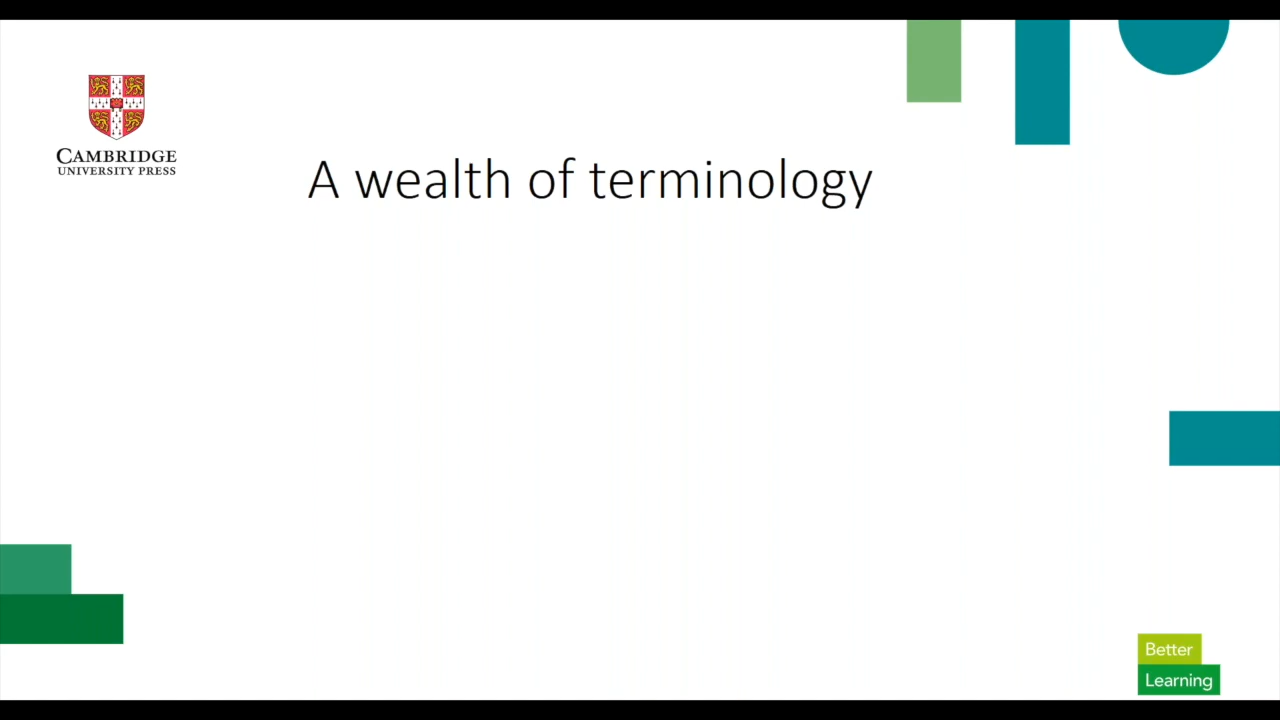 CAMBRIDGE
UNIVERSITY PRESS
A wealth of terminology
Better
Learning